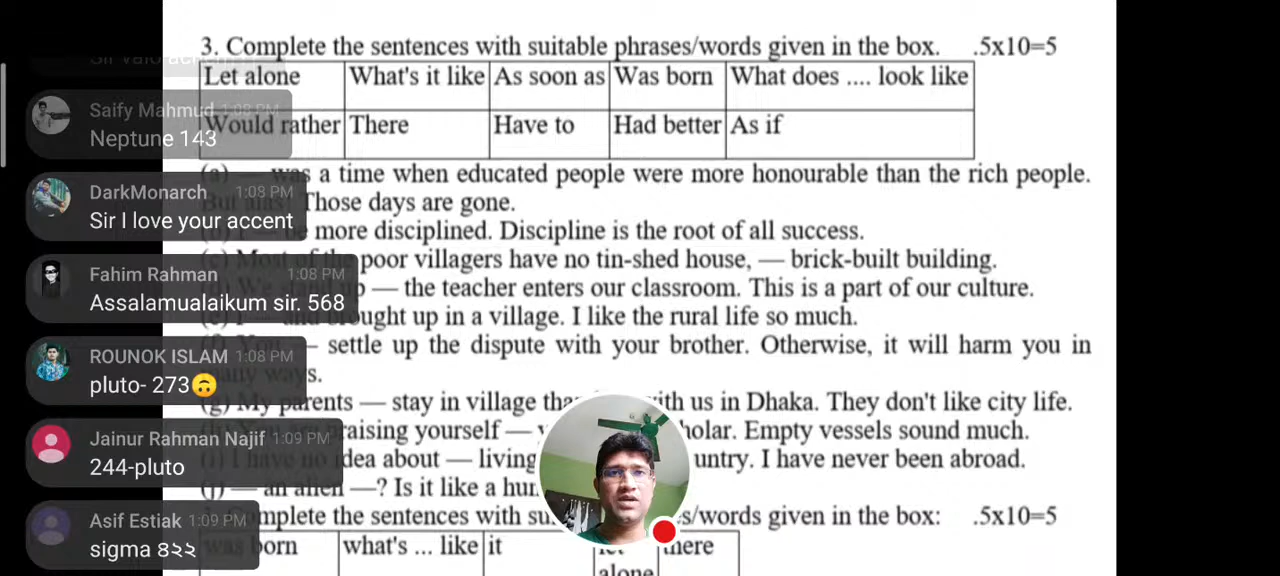 3. Complete the sentences with suitable phrases/words given in the box. .5x10=5
Let alone What's it like As soon as Was born What does .... look like
Would rather There Have to Had better As if
(a) — was a time when educated people were more honourable than the rich people.
But alas! Those days are gone.
(b) I — be more disciplined. Discipline is the root of all success.
(c) Most of the poor villagers have no tin-shed house, — brick-built building.
(d) We stand up — the teacher enters our classroom. This is a part of our culture.
(e) I — and brought up in a village. I like the rural life so much.
(f) You — settle up the dispute with your brother. Otherwise, it will harm you in
many ways.
(g) My parents — stay in village tha with us in Dhaka. They don't like city life.
raising yourself — holar. Empty vessels sound much.
(i) I have no idea about — living untry. I have never been abroad.
(j) — an alien —? Is it like a hu
omplete the sentences with su s/words given in the box: .5x10=5
was born what's ... like it let there
alone
Saify Mahmud 1:08 PM
Neptune 143
DarkMonarch 1:08 PM
Sir I love your accent
Fahim Rahman 1:08 PM
Assalamualaikum sir. 568
ROUNOK ISLAM 1:08 PM
pluto- 273🙃
Jainur Rahman Najif 1:09 PM
244-pluto
Asif Estiak 1:09 PM
sigma ৪২২